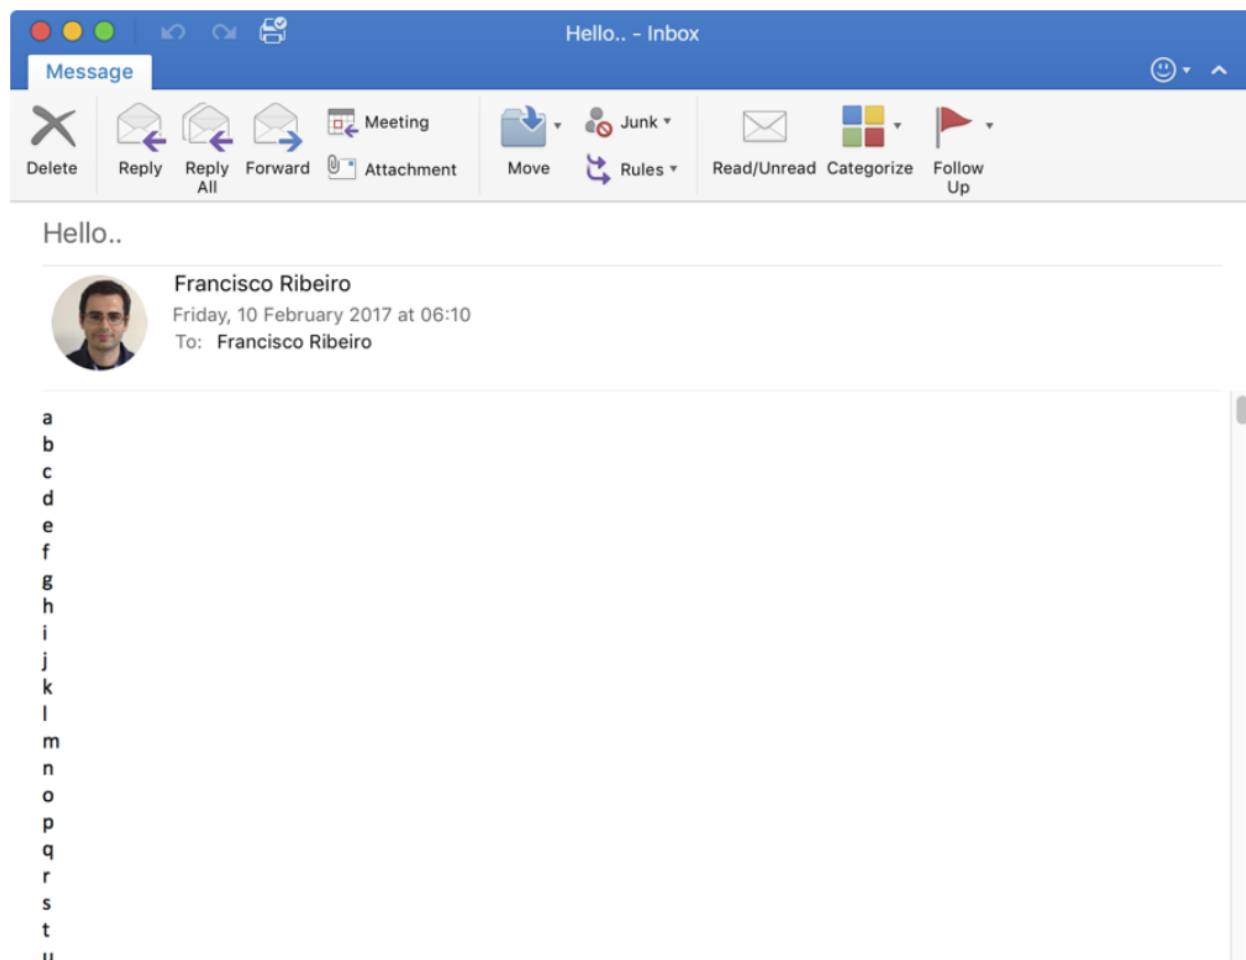 Hello.. - Inbox
Message
Delete
Reply
Reply All
Forward
Meeting
Attachment
Move
Junk
Rules
Read/Unread
Categorize
Follow Up
Hello..
Francisco Ribeiro
Friday, 10 February 2017 at 06:10
To: Francisco Ribeiro
a
b
c
d
e
f
g
h
i
j
k
l
m
n
o
p
q
r
s
t
u